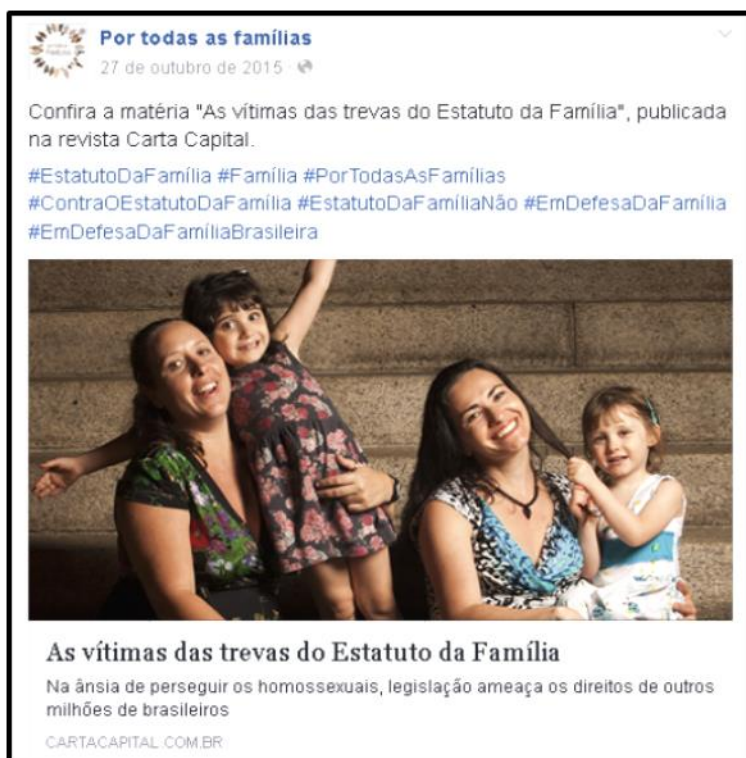 Por todas as famílias
27 de outubro de 2015 ·
Confira a matéria "As vítimas das trevas do Estatuto da Família", publicada
na revista Carta Capital.
#EstatutoDaFamília #Família #PorTodasAsFamílias
#ContraOEstatutoDaFamília #EstatutoDaFamíliaNão #EmDefesaDaFamília
#EmDefesaDaFamíliaBrasileira
As vítimas das trevas do Estatuto da Família
Na ânsia de perseguir os homossexuais, legislação ameaça os direitos de outros
milhões de brasileiros
CARTACAPITAL.COM.BR